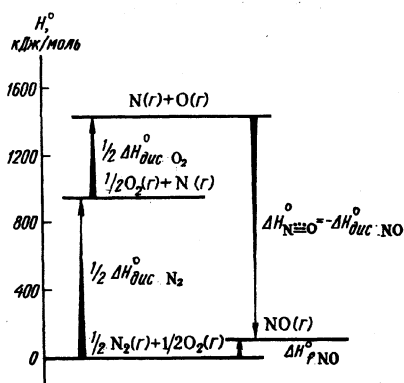 H,°
кДж/моль
1600
N(г)+O(г)
½ ΔH°дис O₂
1200
½O₂(г)+N(г)
ΔH°N⩸O=-ΔH°дис NO
800
½ ΔH°дис N₂
400
NO(г)
½ N₂(г)+1/2O₂(г)
ΔH°f NO
0